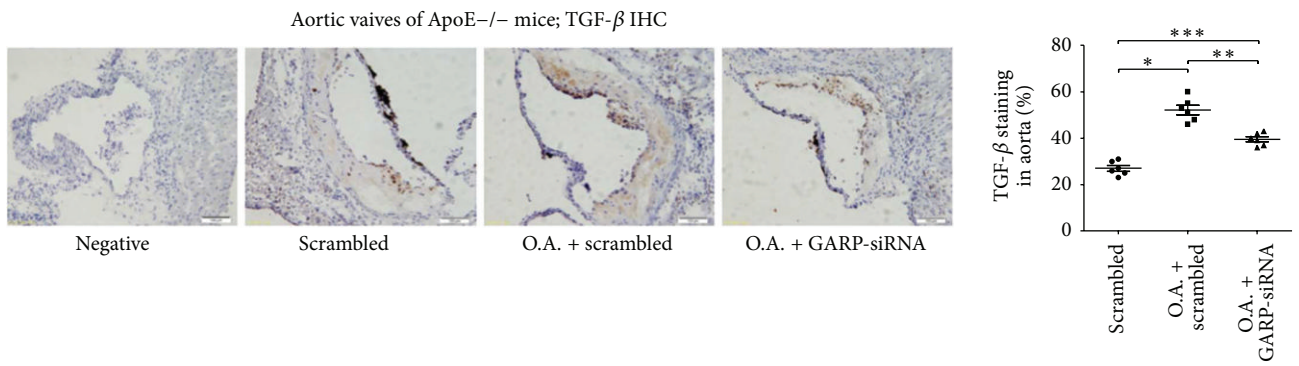 Aortic vaives of ApoE−/− mice; TGF-β IHC
Negative
Scrambled
O.A. + scrambled
O.A. + GARP-siRNA
TGF-β staining
in aorta (%)
80
60
40
20
0
***
*
**
Scrambled
O.A. +
scrambled
O.A. +
GARP-siRNA